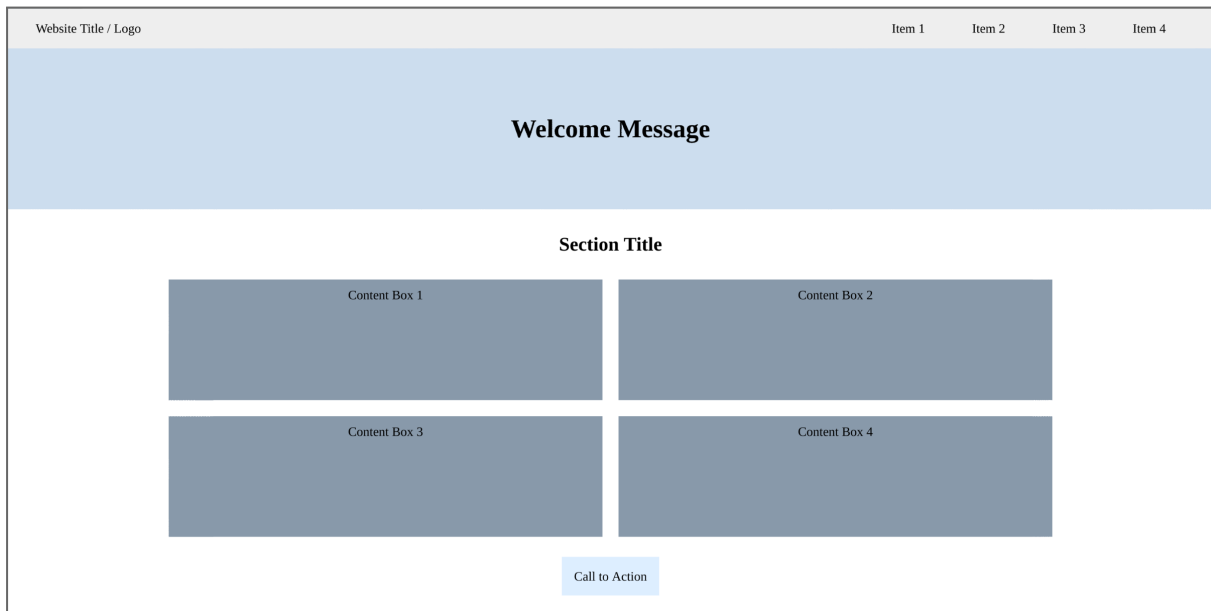 Website Title / Logo
Item 1
Item 2
Item 3
Item 4
Welcome Message
Section Title
Content Box 1
Content Box 2
Content Box 3
Content Box 4
Call to Action